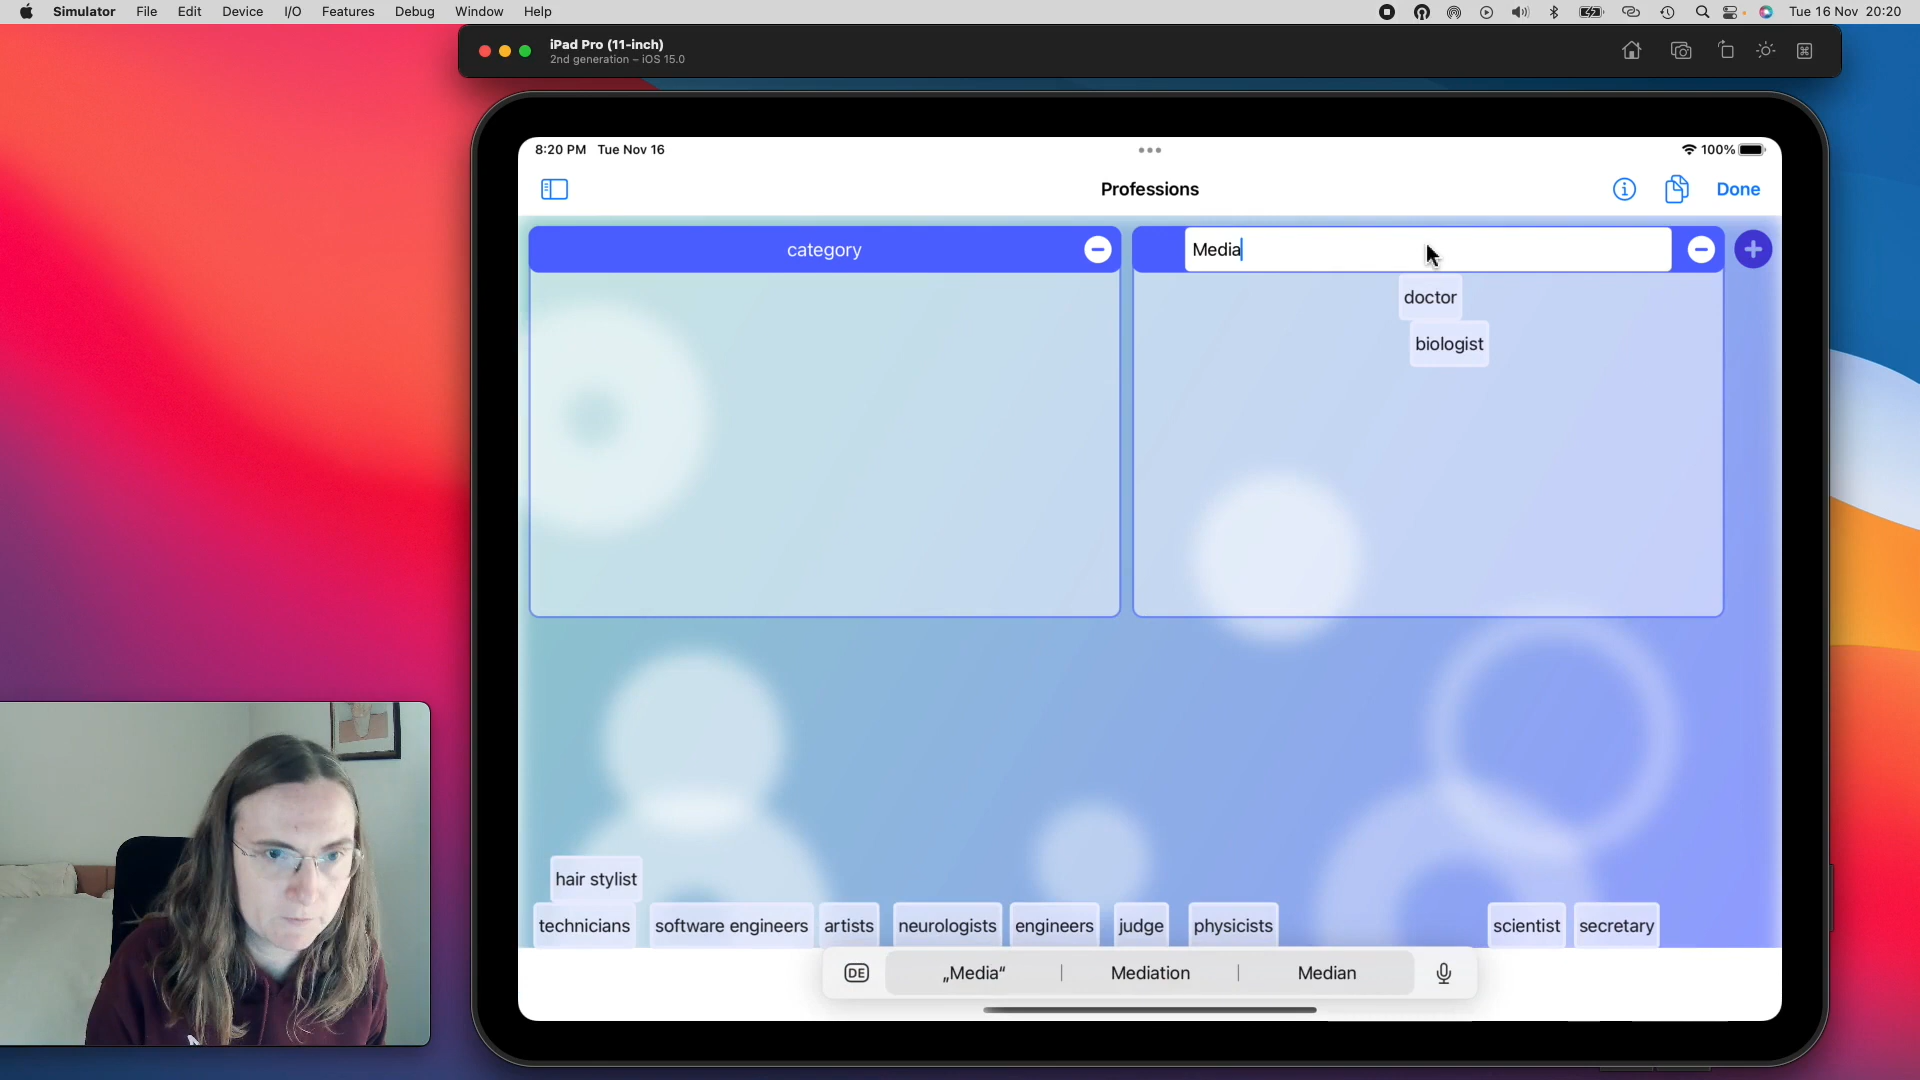 Simulator File Edit Device I/O Features Debug Window Help Tue 16 Nov 20:20
iPad Pro (11-inch)
2nd generation – iOS 15.0
8:20 PM Tue Nov 16 100%
Professions
Done
category
Media
doctor
biologist
hair stylist
technicians software engineers artists neurologists engineers judge physicists scientist secretary
DE „Media“ Mediation Median